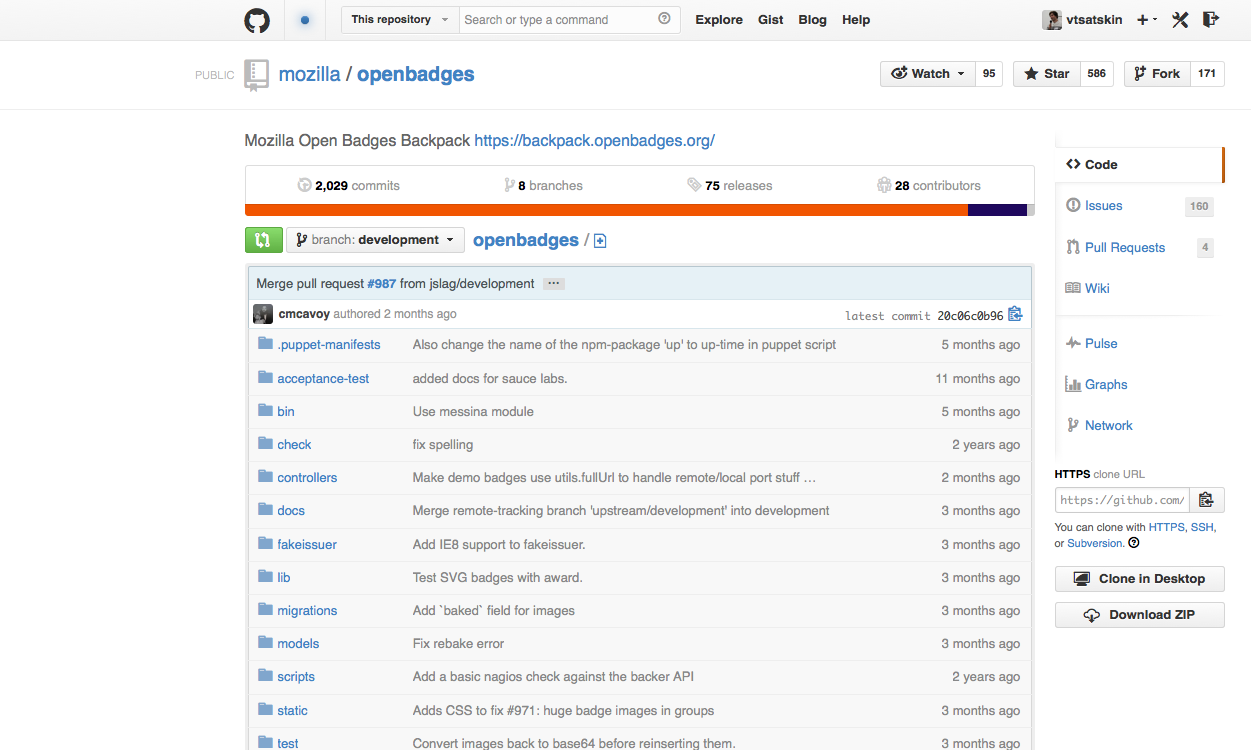 This repository Search or type a command Explore Gist Blog Help vtsatskin
PUBLIC mozilla / openbadges Watch 95 Star 586 Fork 171
Mozilla Open Badges Backpack https://backpack.openbadges.org/
2,029 commits 8 branches 75 releases 28 contributors
branch: development openbadges /
Merge pull request #987 from jslag/development ...
cmcavoy authored 2 months ago latest commit 20c06c0b96
.puppet-manifests Also change the name of the npm-package 'up' to up-time in puppet script 5 months ago
acceptance-test added docs for sauce labs. 11 months ago
bin Use messina module 5 months ago
check fix spelling 2 years ago
controllers Make demo badges use utils.fullUrl to handle remote/local port stuff … 2 months ago
docs Merge remote-tracking branch 'upstream/development' into development 3 months ago
fakeissuer Add IE8 support to fakeissuer. 3 months ago
lib Test SVG badges with award. 3 months ago
migrations Add `baked` field for images 3 months ago
models Fix rebake error 3 months ago
scripts Add a basic nagios check against the backer API 2 years ago
static Adds CSS to fix #971: huge badge images in groups 3 months ago
test Convert images back to base64 before reinserting them. 3 months ago
Code
Issues 160
Pull Requests 4
Wiki
Pulse
Graphs
Network
HTTPS clone URL
https://github.com/
You can clone with HTTPS, SSH,
or Subversion.
Clone in Desktop
Download ZIP